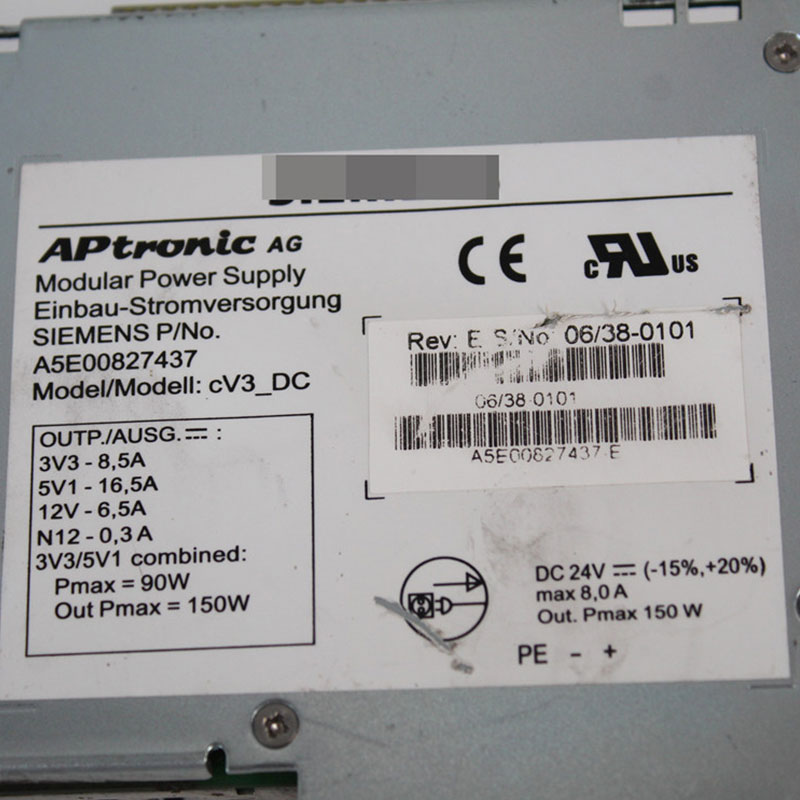 APtronic AG
Modular Power Supply
Einbau-Stromversorgung
SIEMENS P/No.
A5E00827437
Model/Modell: cV3_DC
CE
c RU US
Rev: E S/No 06/38-0101
06/38-0101
A5E00827437-E
OUTP./AUSG. ⎓ :
3V3 - 8,5A
5V1 - 16,5A
12V - 6,5A
N12 - 0,3 A
3V3/5V1 combined:
Pmax = 90W
Out Pmax = 150W
DC 24V ⎓ (-15%,+20%)
max 8,0 A
Out. Pmax 150 W
PE - +